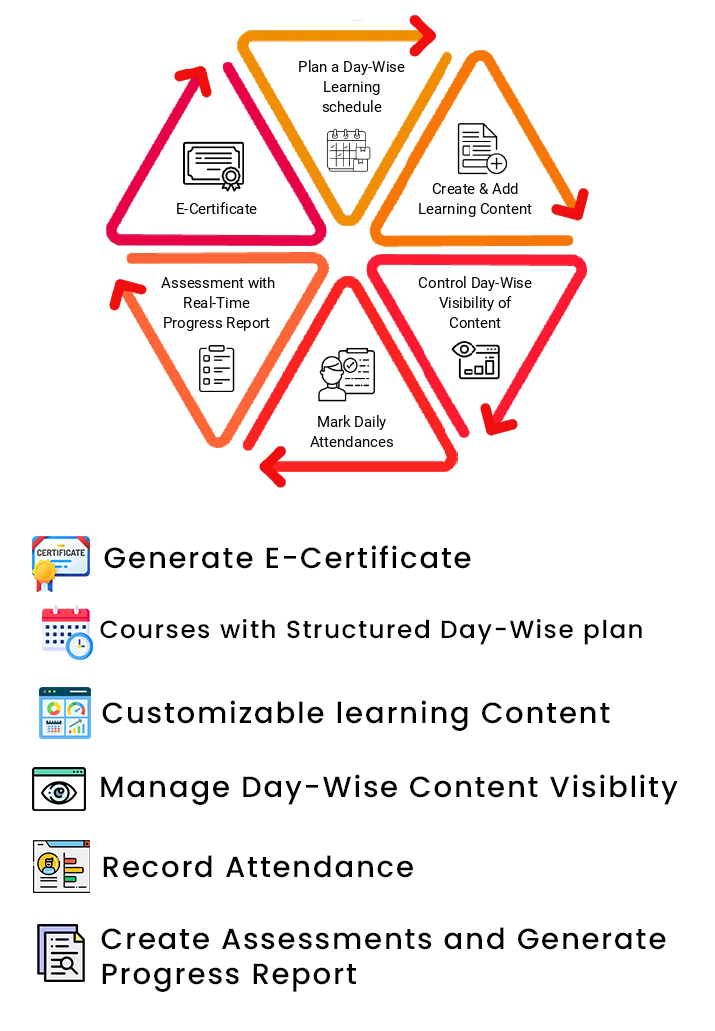 Plan a Day-Wise
Learning
schedule
Create & Add
Learning Content
E-Certificate
Assessment with
Real-Time
Progress Report
Control Day-Wise
Visibility of
Content
Mark Daily
Attendances
CERTIFICATE
Generate E-Certificate
Courses with Structured Day-Wise plan
Customizable learning Content
Manage Day-Wise Content Visiblity
Record Attendance
Create Assessments and Generate
Progress Report